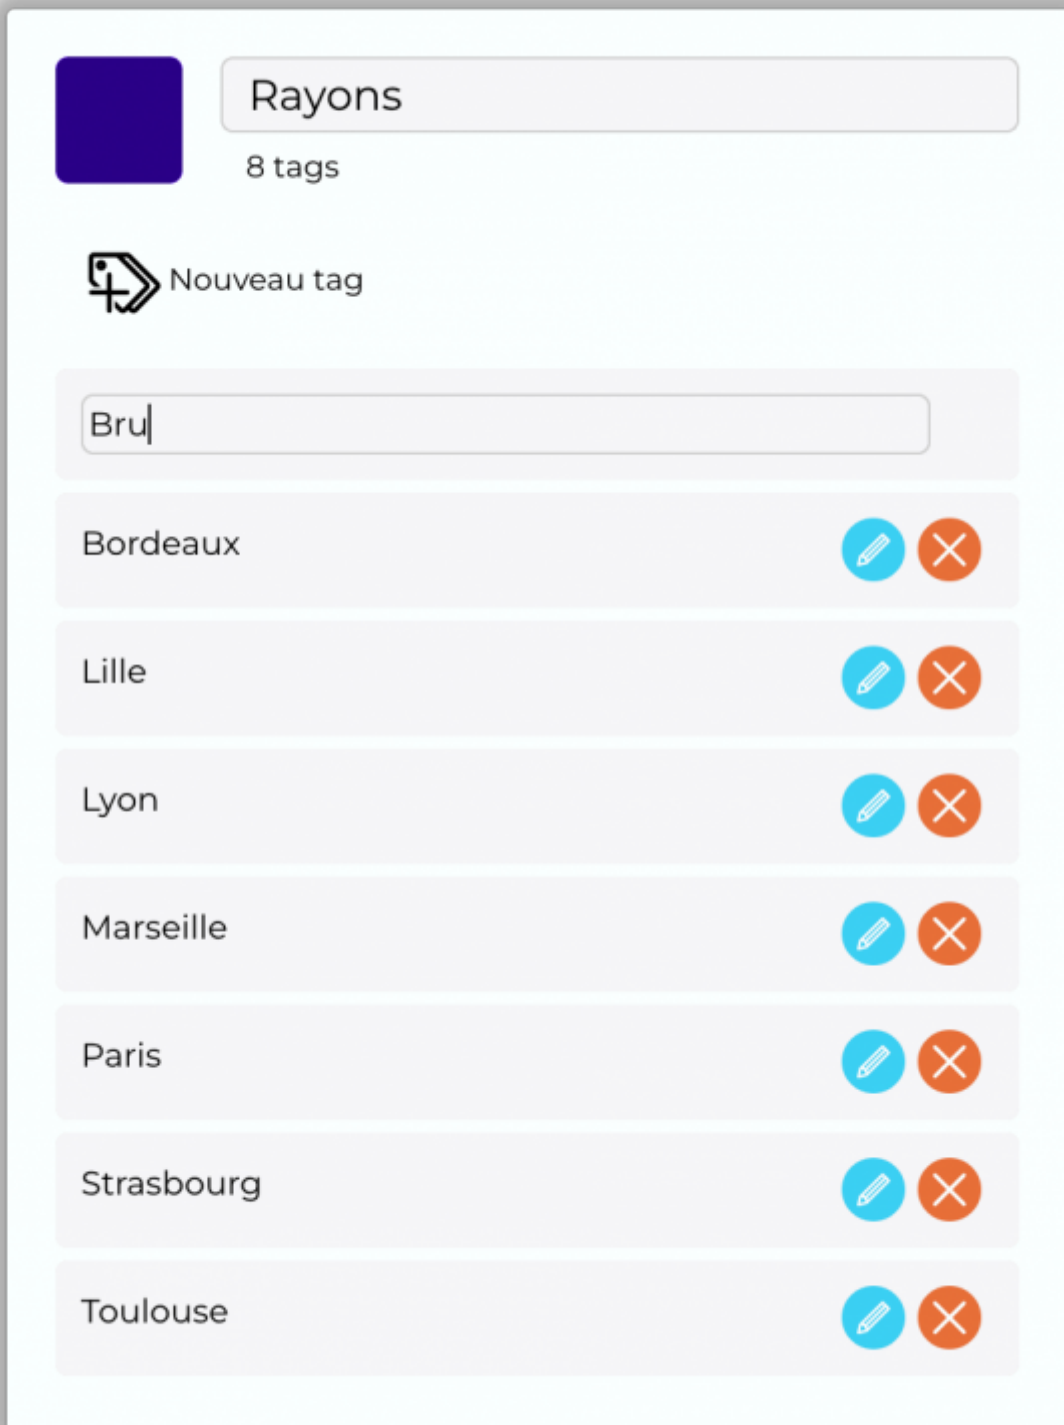 Rayons
8 tags
Nouveau tag
Bru
Bordeaux
Lille
Lyon
Marseille
Paris
Strasbourg
Toulouse